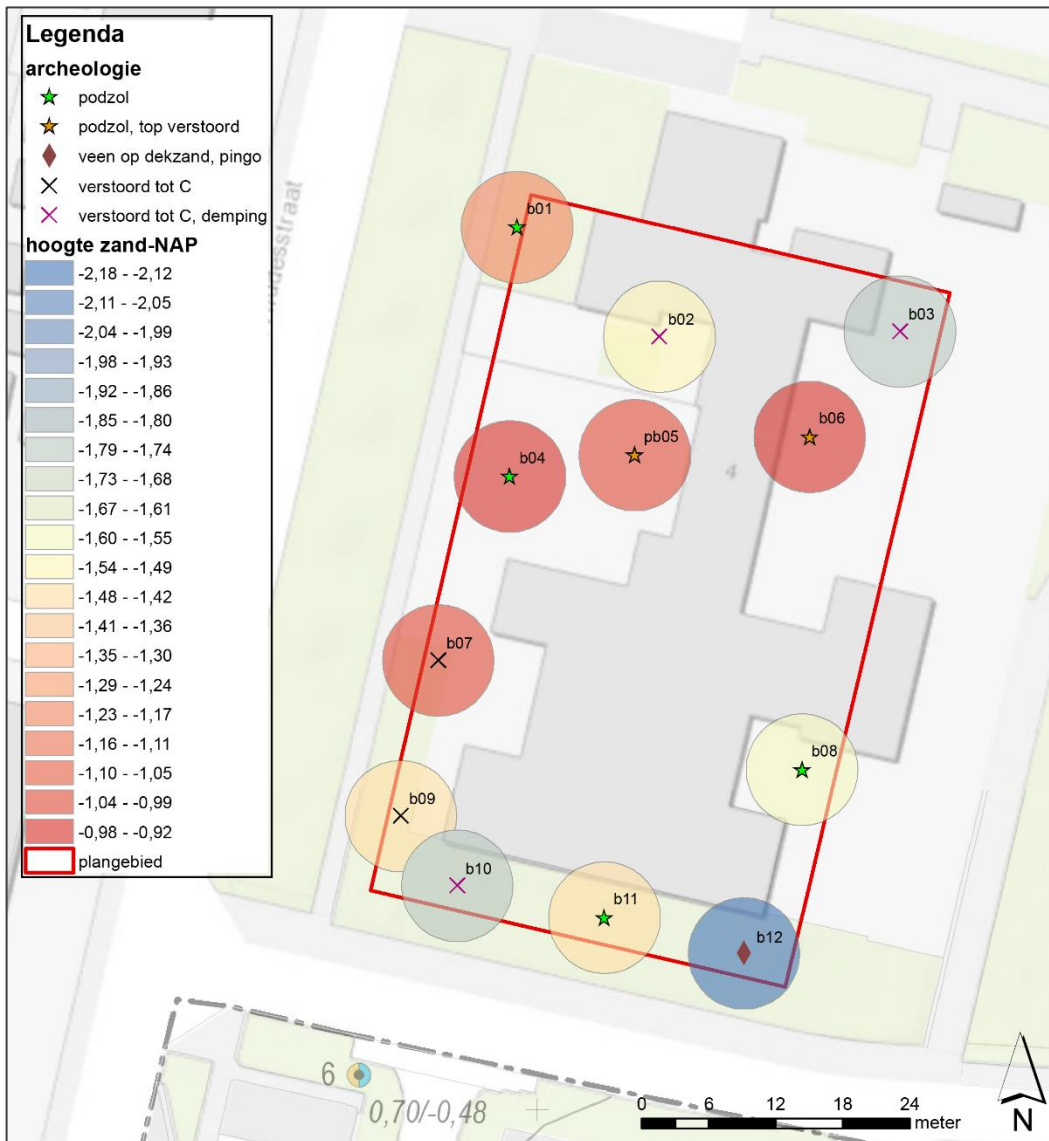 Legenda
archeologie
podzol
podzol, top verstoord
veen op dekzand, pingo
verstoord tot C
verstoord tot C, demping
hoogte zand-NAP
-2,18 - -2,12
-2,11 - -2,05
-2,04 - -1,99
-1,98 - -1,93
-1,92 - -1,86
-1,85 - -1,80
-1,79 - -1,74
-1,73 - -1,68
-1,67 - -1,61
-1,60 - -1,55
-1,54 - -1,49
-1,48 - -1,42
-1,41 - -1,36
-1,35 - -1,30
-1,29 - -1,24
-1,23 - -1,17
-1,16 - -1,11
-1,10 - -1,05
-1,04 - -0,99
-0,98 - -0,92
plangebied
b01
b02
b03
b04
pb05
b06
4
b07
b08
b09
b10
b11
b12
6
0,70/-0,48
0 6 12 18 24
meter
N